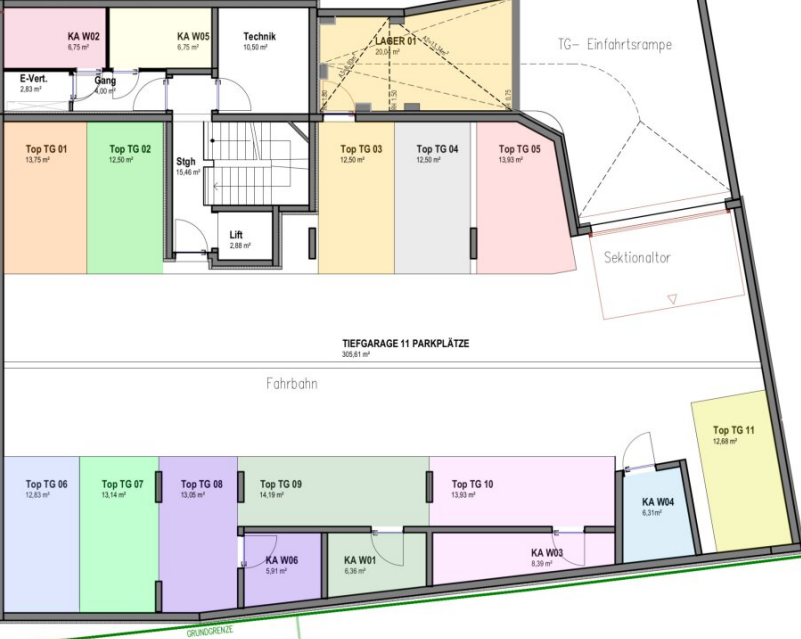 KA W02
6,75 m²
KA W05
6,75 m²
Technik
10,50 m²
LAGER 01
TG- Einfahrtsrampe
E-Vert.
2,83 m²
Gang
4,00 m²
Top TG 01
13,75 m²
Top TG 02
12,50 m²
Stgh
15,46 m²
Top TG 03
12,50 m²
Top TG 04
12,50 m²
Top TG 05
13,93 m²
Lift
2,88 m²
Sektionaltor
TIEFGARAGE 11 PARKPLÄTZE
305,61 m²
Fahrbahn
Top TG 11
12,68 m²
Top TG 06
12,83 m²
Top TG 07
13,14 m²
Top TG 08
13,05 m²
Top TG 09
14,19 m²
Top TG 10
13,93 m²
KA W04
6,31m²
KA W06
5,91 m²
KA W01
6,36 m²
KA W03
8,39 m²
GRUNDGRENZE